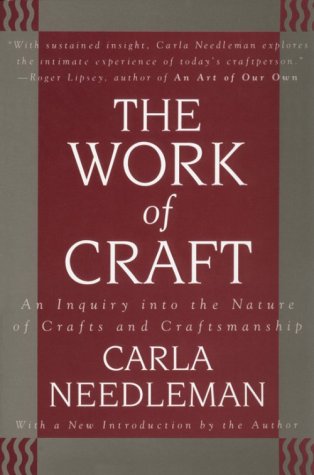 "With sustained insight, Carla Needleman explores
the intimate experience of today's craftperson."
—Roger Lipsey, author of An Art of Our Own
THE
WORK
of
CRAFT
An Inquiry into the Nature
of Crafts and Craftsmanship
CARLA
NEEDLEMAN
With a New Introduction by the Author